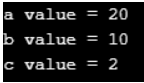 a value = 20
b value = 10
c value = 2